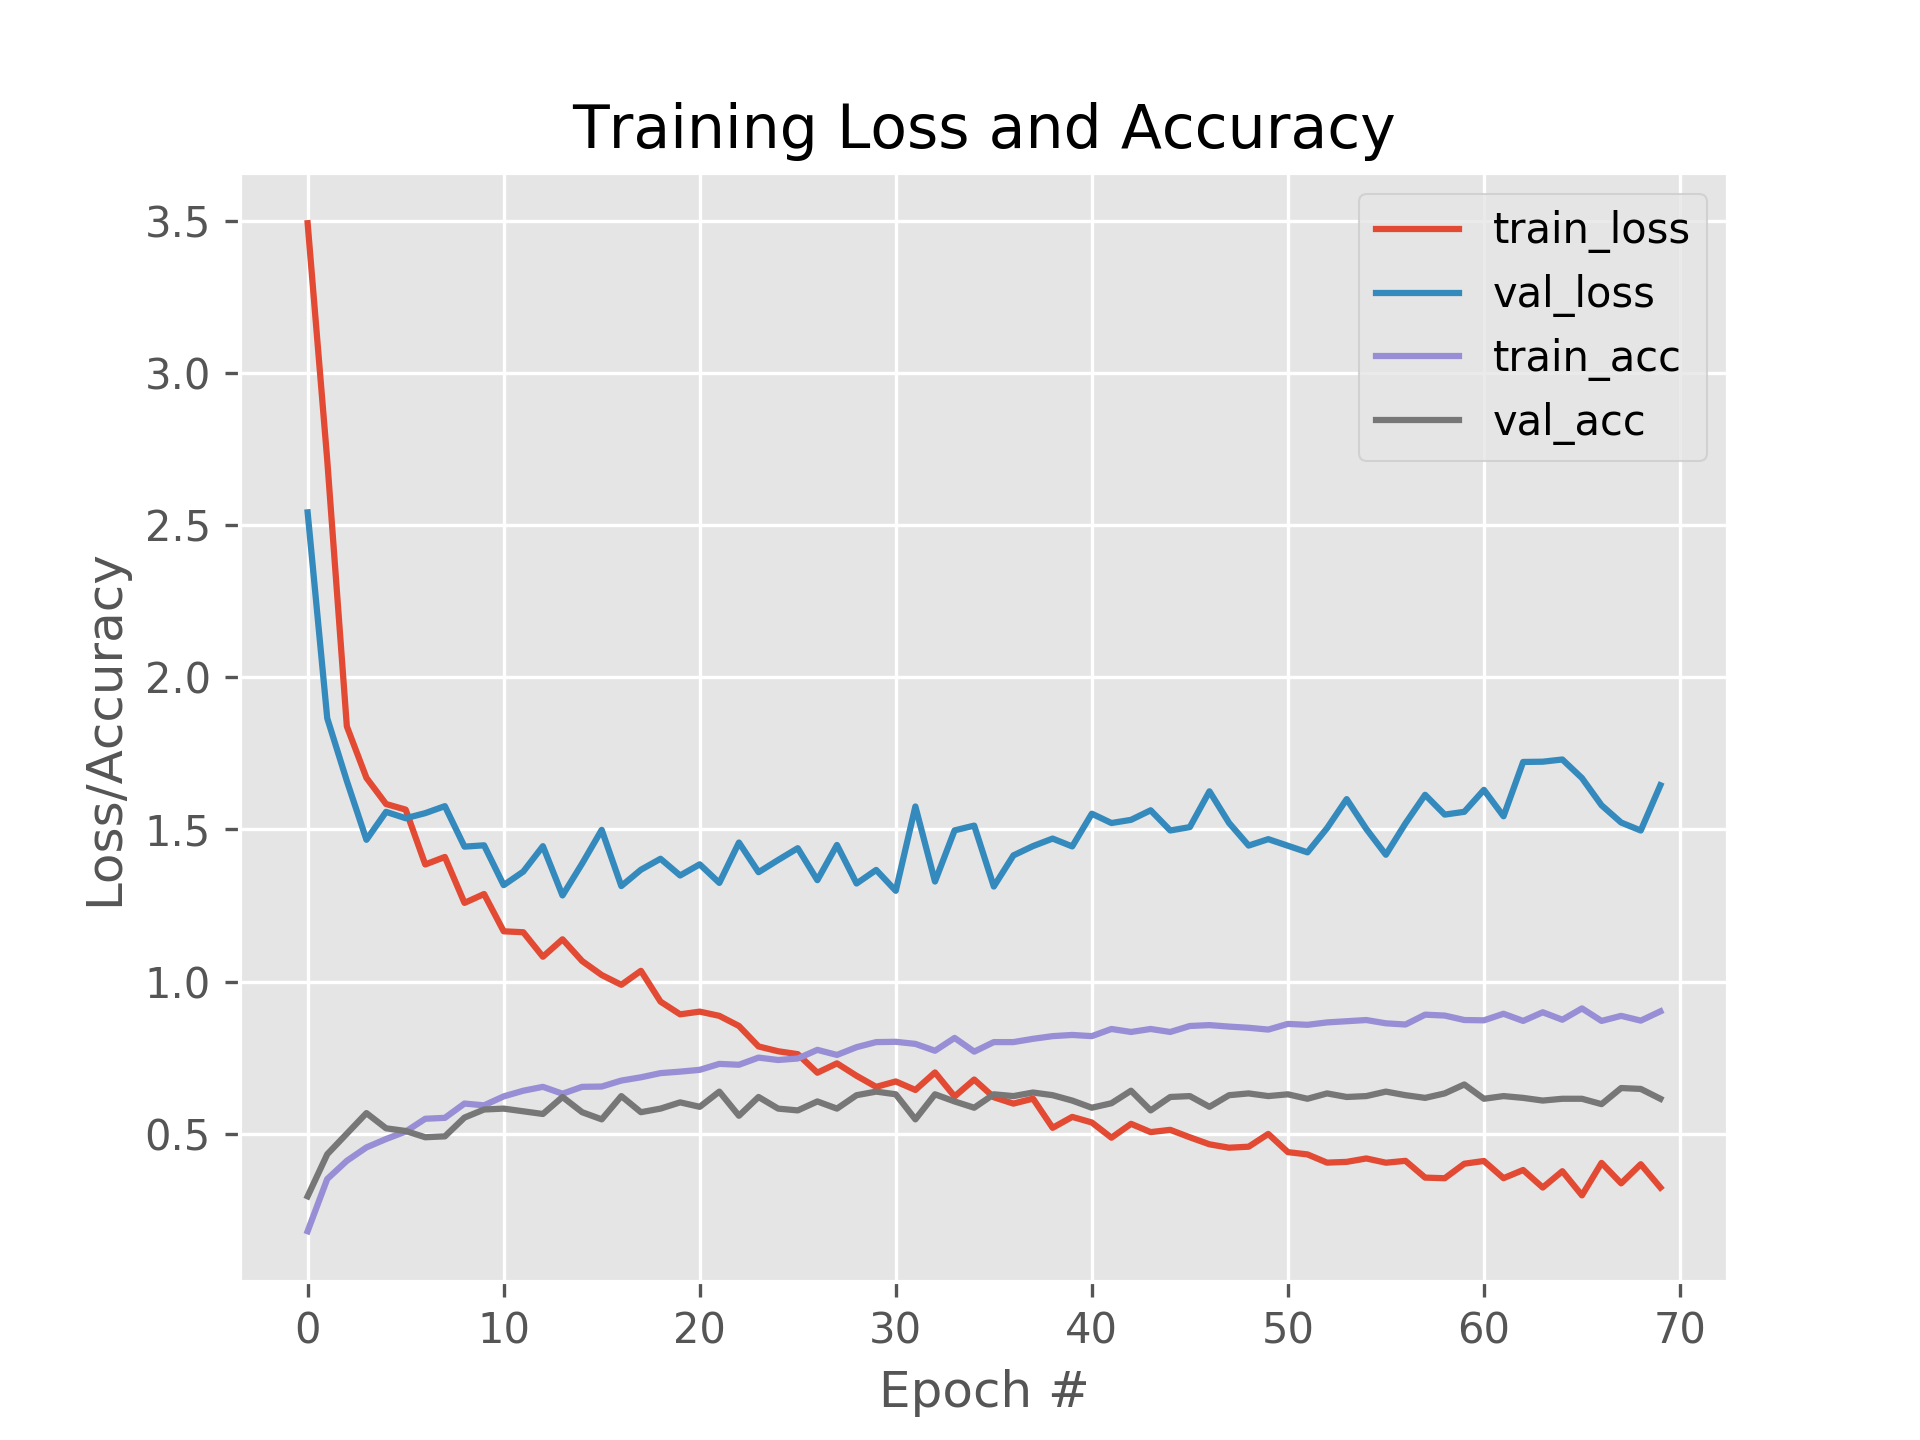 Training Loss and Accuracy
train_loss
val_loss
train_acc
val_acc
Loss/Accuracy
3.5
3.0
2.5
2.0
1.5
1.0
0.5
0 10 20 30 40 50 60 70
Epoch #